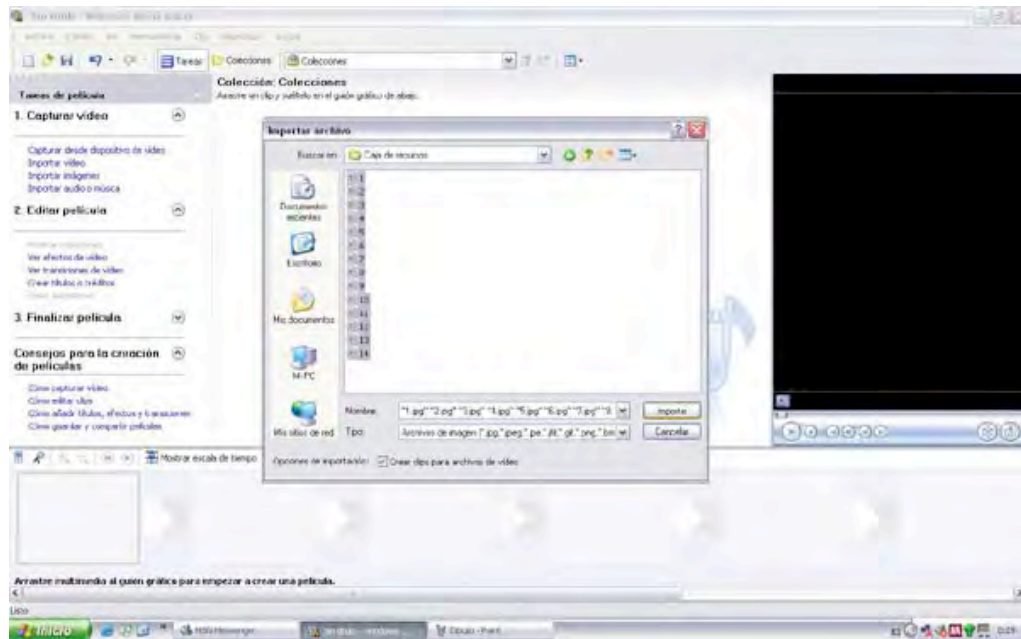 Tareas
Colecciones
Colecciones
Tareas de película
Colección: Colecciones
Arrastre un clip y suéltelo en el guión gráfico de abajo.
1. Capturar vídeo
Capturar desde dispositivo de vídeo
Importar vídeo
Importar imágenes
Importar audio o música
2. Editar película
Ver efectos de vídeo
Ver transiciones de vídeo
Crear títulos o créditos
3. Finalizar película
Consejos para la creación
de películas
Cómo capturar vídeo
Cómo editar clips
Cómo añadir títulos, efectos y transiciones
Cómo guardar y compartir películas
Importar archivo
Buscar en:
Caja de recursos
Documentos
recientes
Escritorio
Mis documentos
Mi PC
Mis sitios de red
1
2
3
4
5
6
7
8
9
10
11
12
13
14
Nombre:
"1.jpg" "2.jpg" "3.jpg" "4.jpg" "5.jpg" "6.jpg" "7.jpg" "8
Importar
Tipo:
Archivos de imagen
Cancelar
Opciones de importación:
Crear clips para archivos de vídeo
Mostrar escala de tiempo
Arrastre multimedia al guión gráfico para empezar a crear una película.
Listo
Inicio
Dibujo - Paint